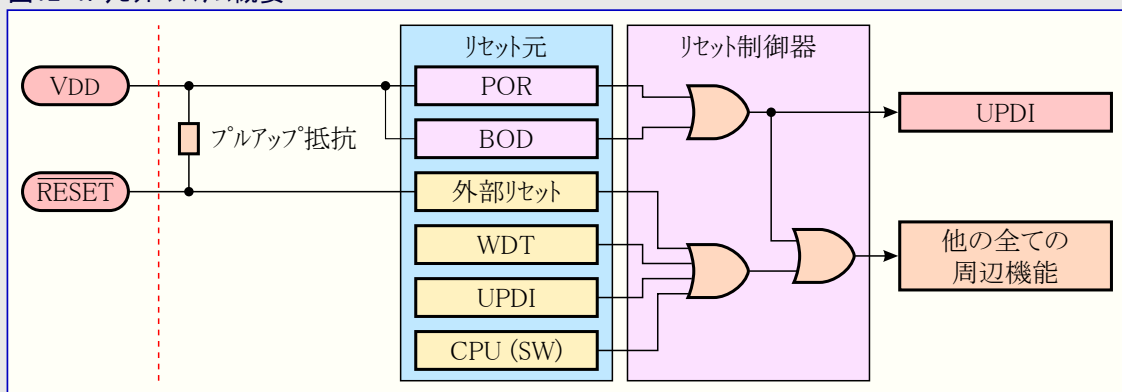 リセット元
リセット制御器
VDD
POR
UPDI
プルアップ抵抗
BOD
RESET
外部リセット
WDT
他の全ての
周辺機能
UPDI
CPU (SW)